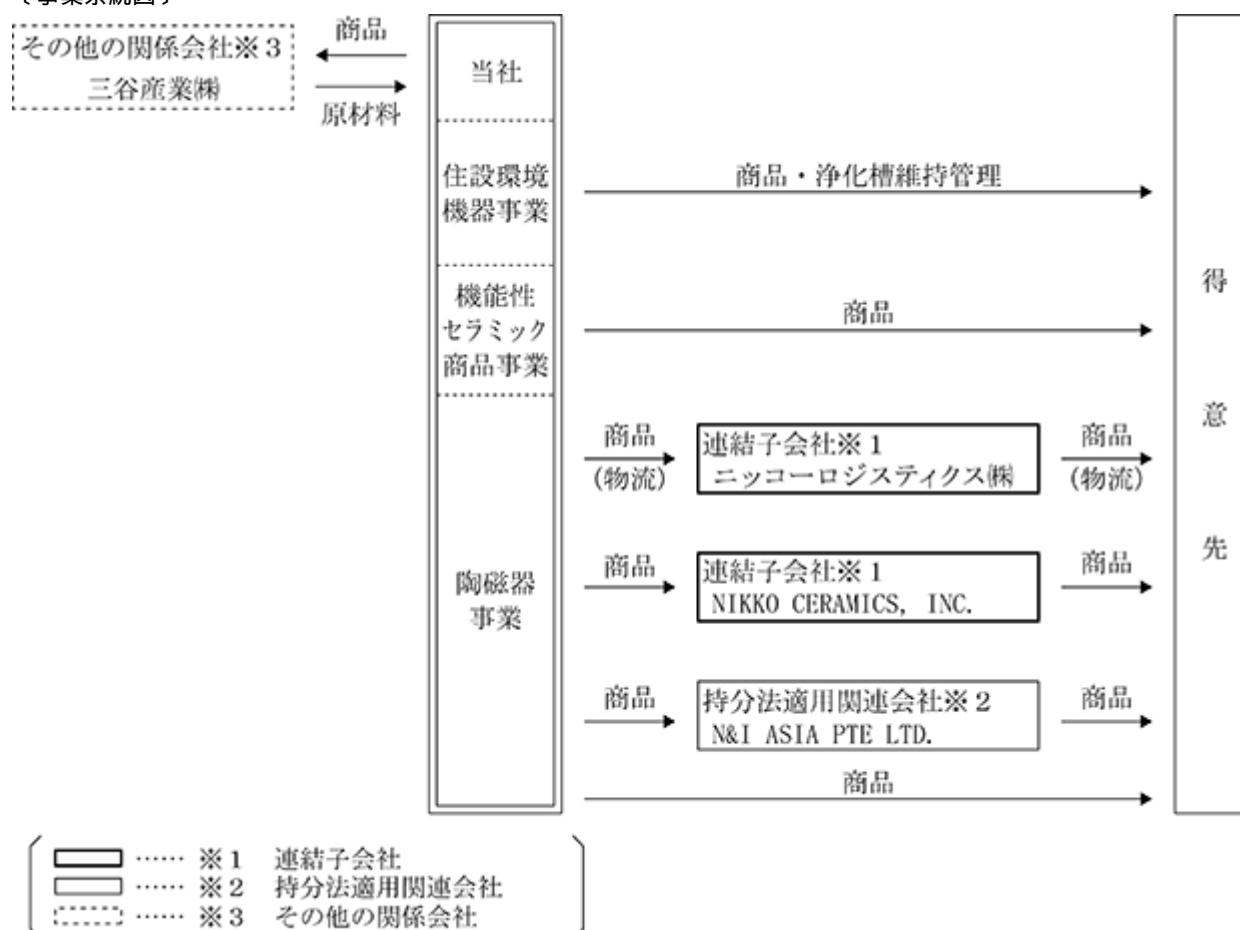 〔事業系統図〕
その他の関係会社※3
三谷産業㈱
商品
原材料
当社
住設環境
機器事業
商品・浄化槽維持管理
機能性
セラミック
商品事業
商品
陶磁器
事業
商品
(物流)
連結子会社※1
ニッコーロジスティクス㈱
商品
(物流)
商品
連結子会社※1
NIKKO CERAMICS, INC.
商品
商品
持分法適用関連会社※2
N&I ASIA PTE LTD.
商品
商品
得意先
…… ※1 連結子会社
…… ※2 持分法適用関連会社
…… ※3 その他の関係会社